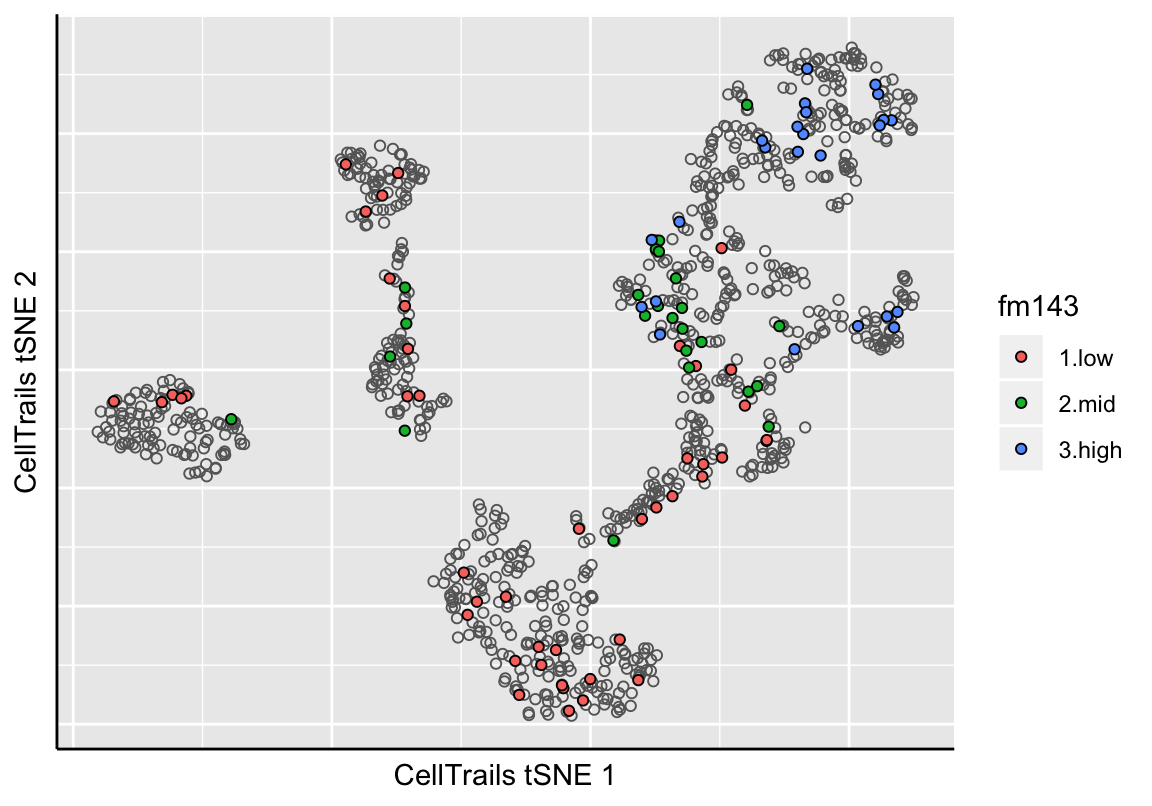 CellTrails tSNE 2
CellTrails tSNE 1
fm143
1.low
2.mid
3.high